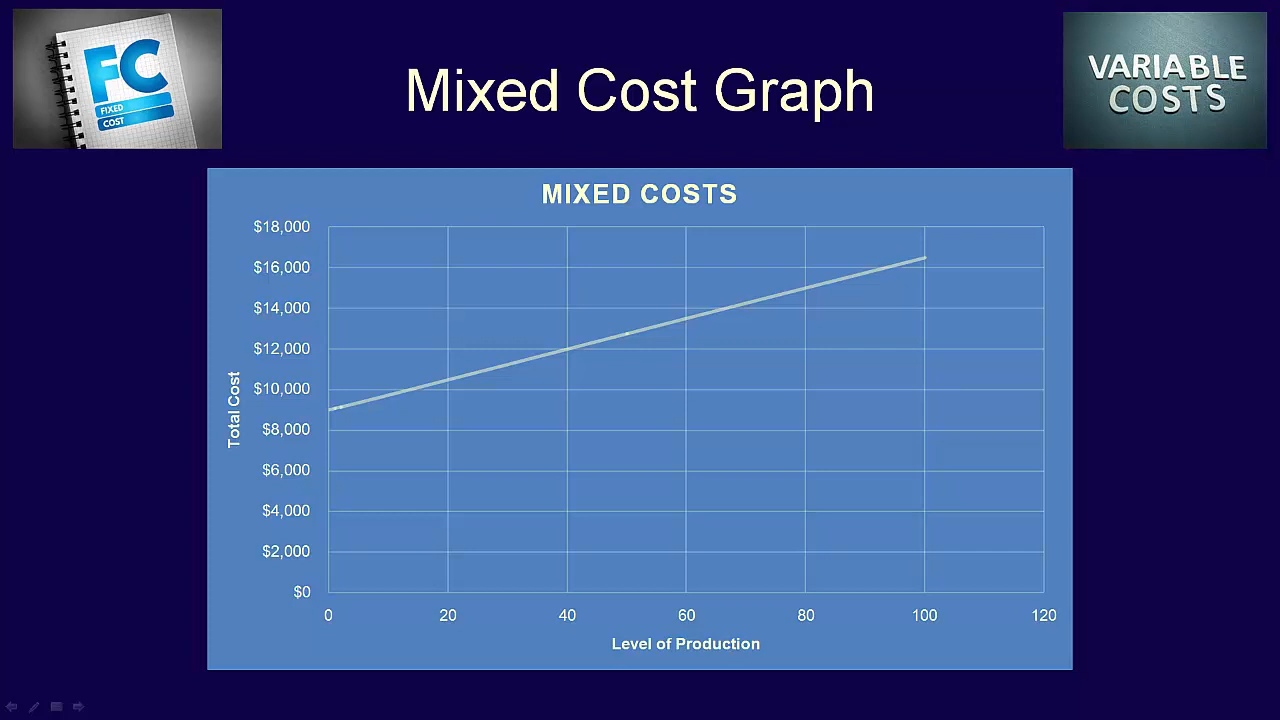 FC
FIXED
COST
Mixed Cost Graph
VARIABLE
COSTS
MIXED COSTS
$18,000
$16,000
$14,000
$12,000
$10,000
$8,000
$6,000
$4,000
$2,000
$0
Total Cost
0 20 40 60 80 100 120
Level of Production